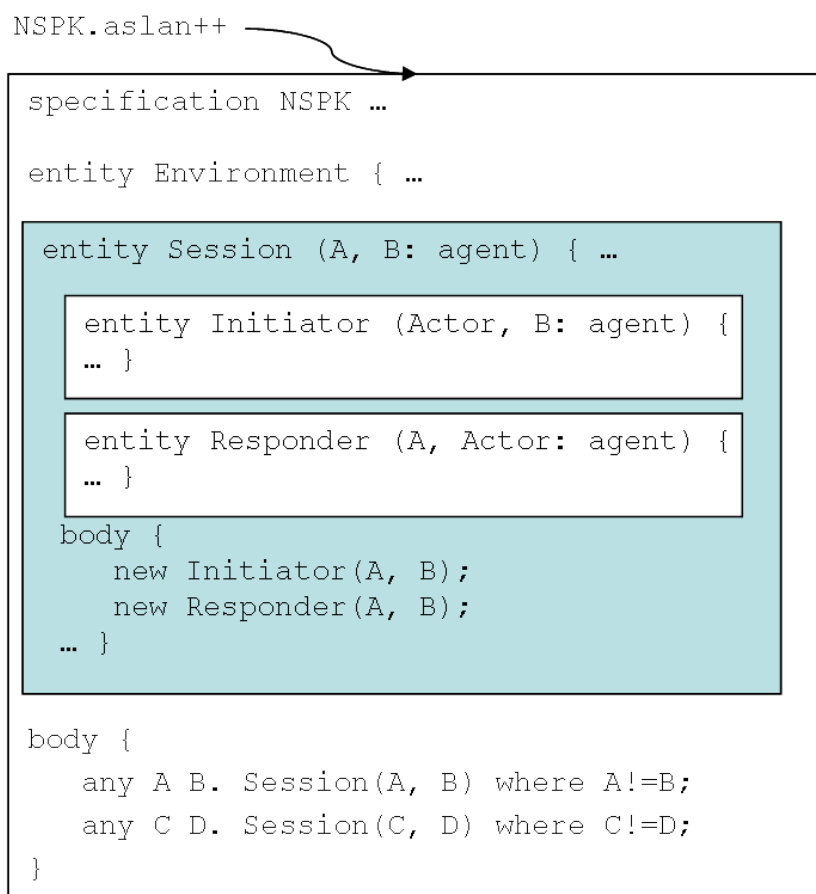 NSPK.aslan++
specification NSPK …
entity Environment { …
entity Session (A, B: agent) { …
entity Initiator (Actor, B: agent) {
… }
entity Responder (A, Actor: agent) {
… }
body {
new Initiator(A, B);
new Responder(A, B);
… }
body {
any A B. Session(A, B) where A!=B;
any C D. Session(C, D) where C!=D;
}